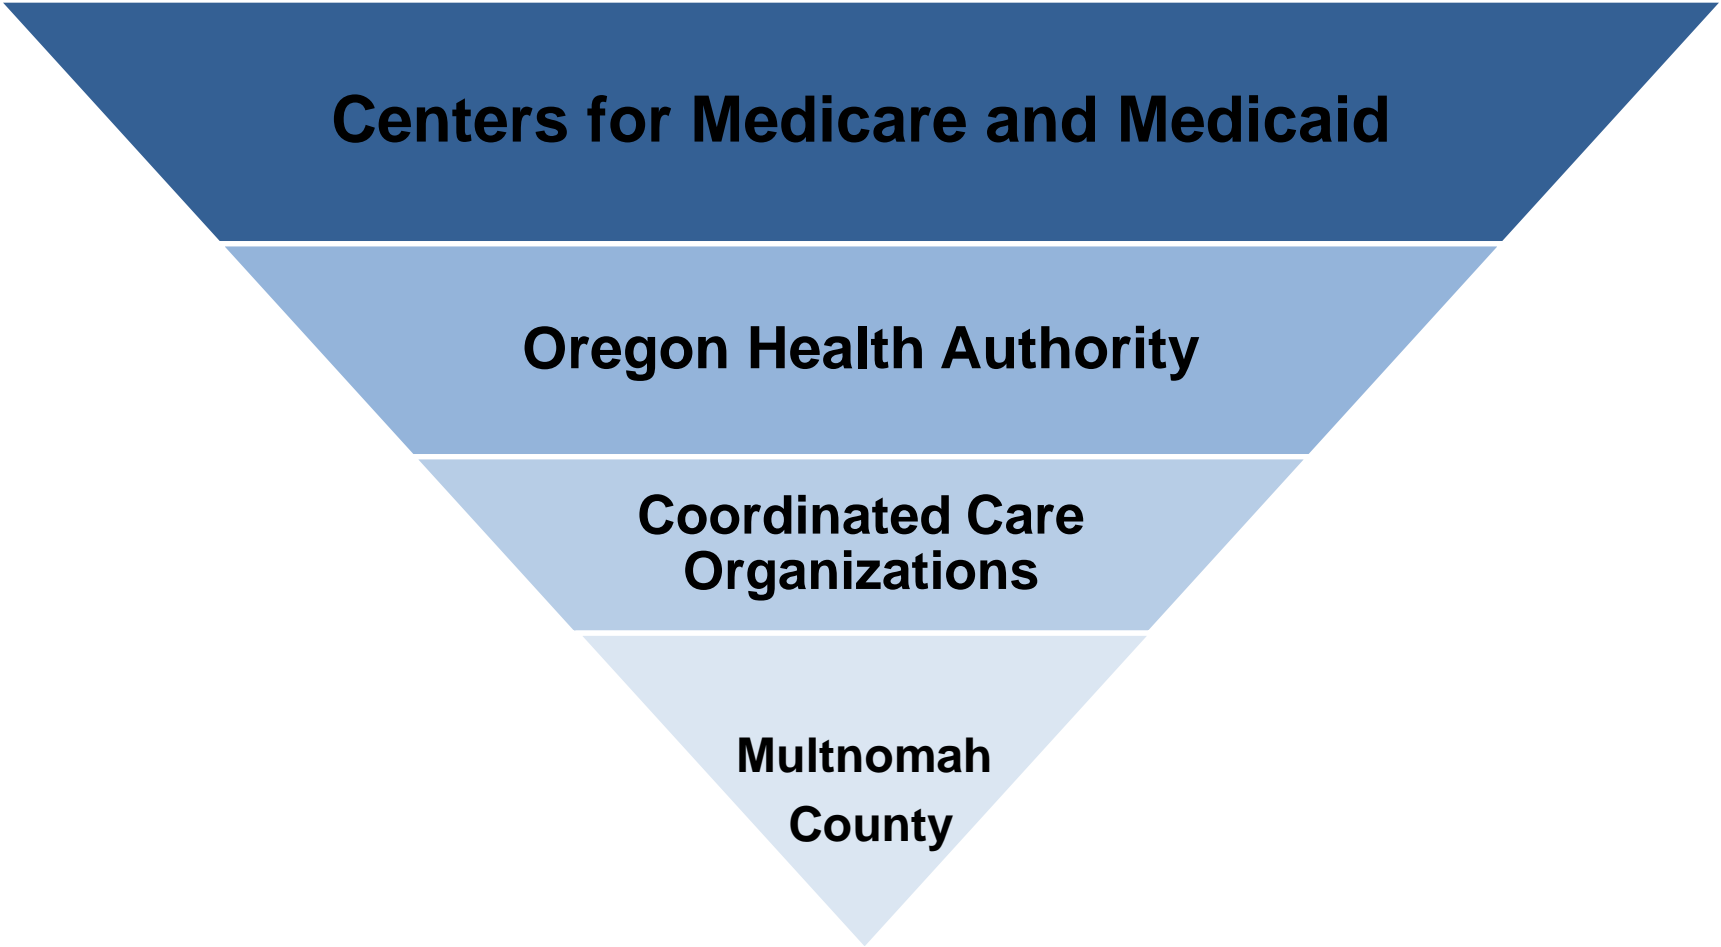 Centers for Medicare and Medicaid
Oregon Health Authority
Coordinated Care
Organizations
Multnomah
County